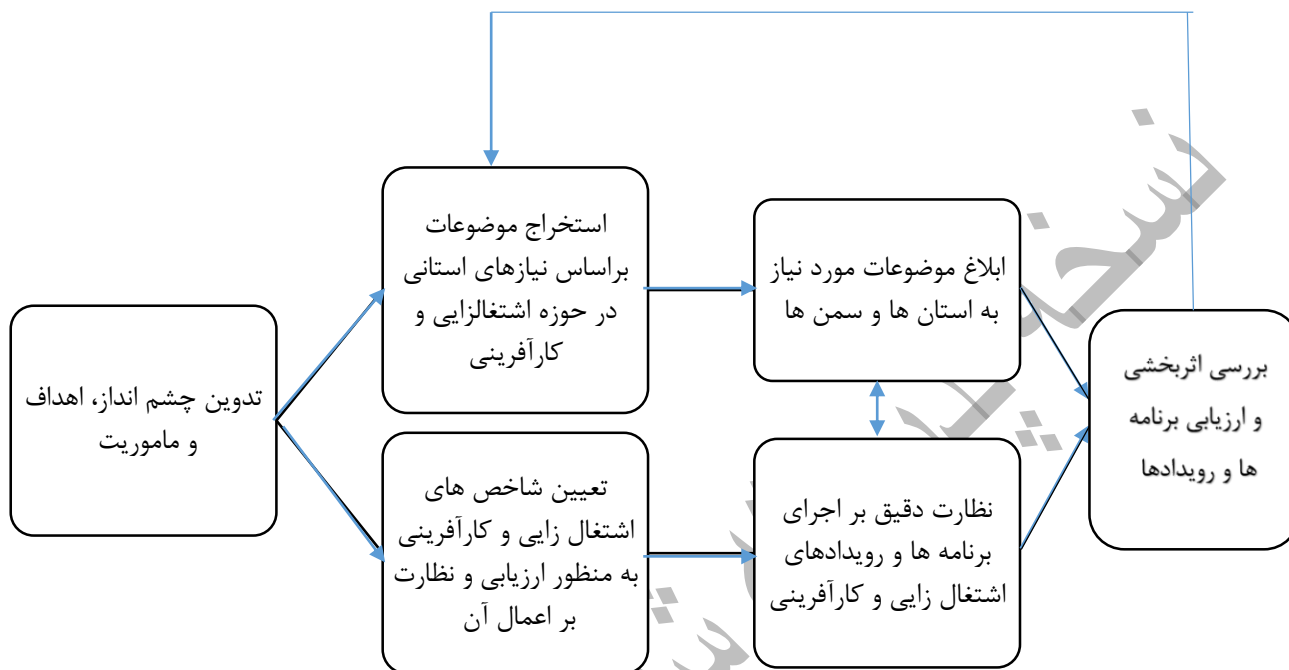 استخراج موضوعات
براساس نیازهای استانی
در حوزه اشتغالزایی و
کارآفرینی
ابلاغ موضوعات مورد نیاز
به استان ها و سمن ها
تدوین چشم انداز، اهداف
و ماموریت
بررسی اثربخشی
و ارزیابی برنامه
ها و رویدادها
تعیین شاخص های
اشتغال زایی و کارآفرینی
به منظور ارزیابی و نظارت
بر اعمال آن
نظارت دقیق بر اجرای
برنامه ها و رویدادهای
اشتغال زایی و کارآفرینی